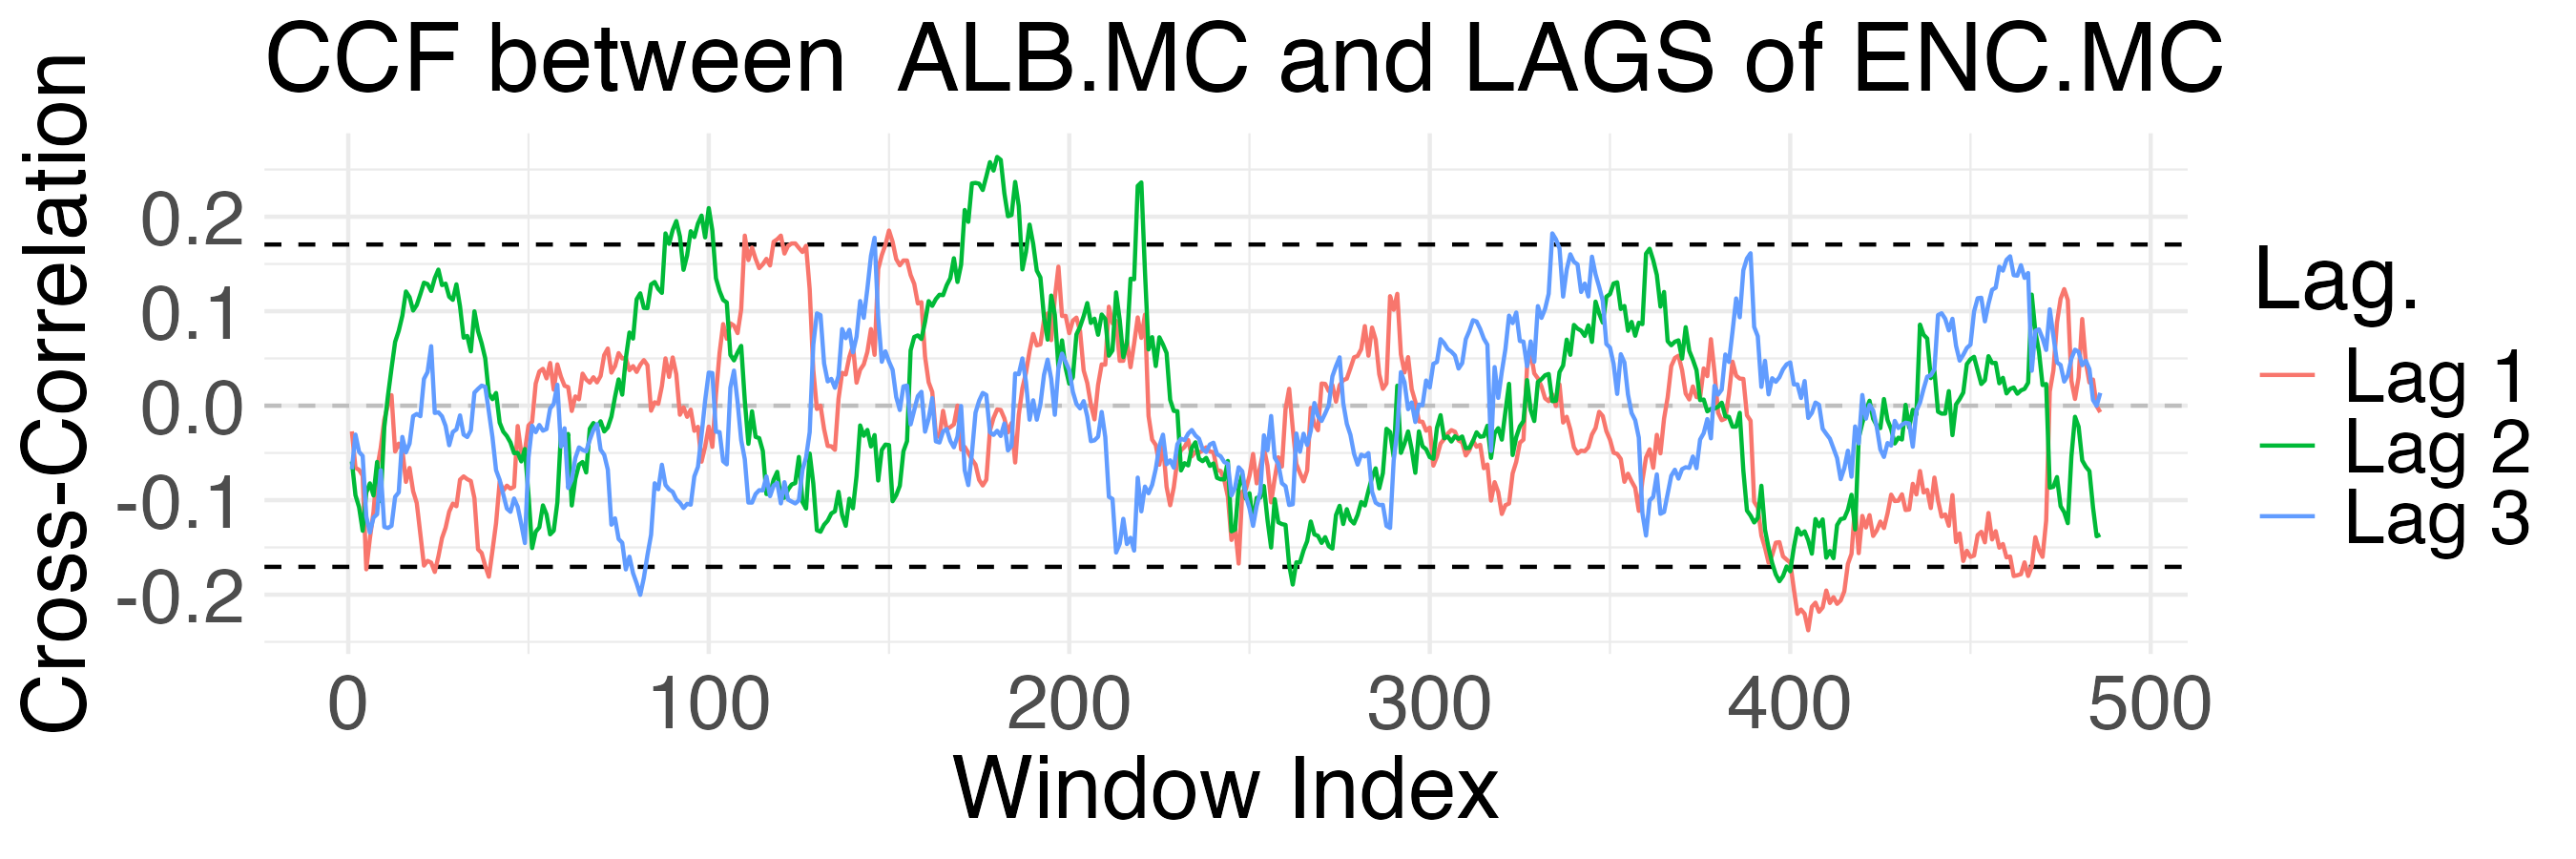 CCF between  ALB.MC and LAGS of ENC.MC
Cross-Correlation
0.2
0.1
0.0
-0.1
-0.2
0 100 200 300 400 500
Window Index
Lag.
Lag 1
Lag 2
Lag 3